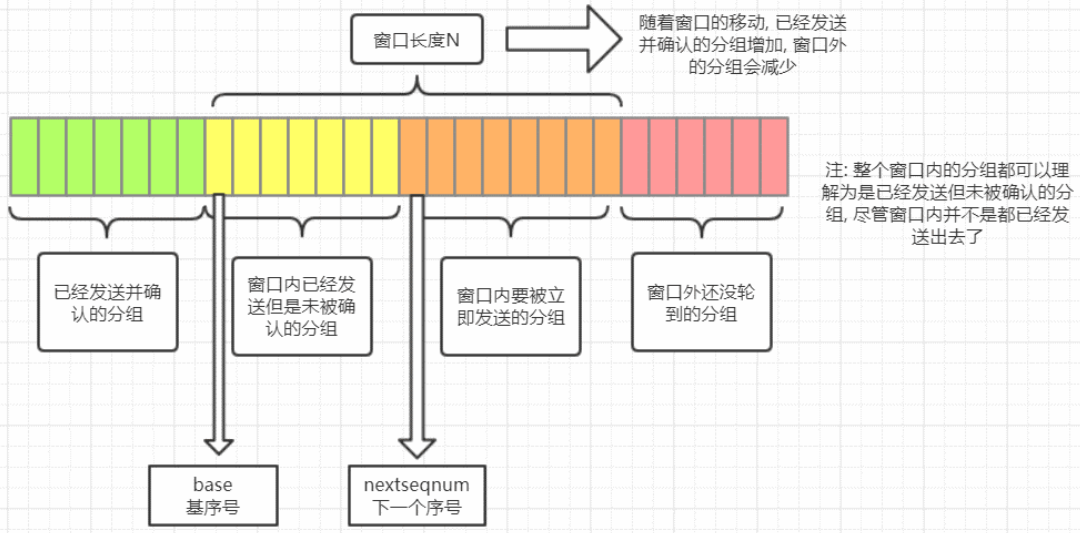 窗口长度N
随着窗口的移动, 已经发送
并确认的分组增加, 窗口外
的分组会减少
注: 整个窗口内的分组都可以理
解为是已经发送但未被确认的分
组, 尽管窗口内并不是都已经发
送出去了
已经发送并确
认的分组
窗口内已经发
送但是未被确
认的分组
窗口内要被立
即发送的分组
窗口外还没轮
到的分组
base
基序号
nextseqnum
下一个序号